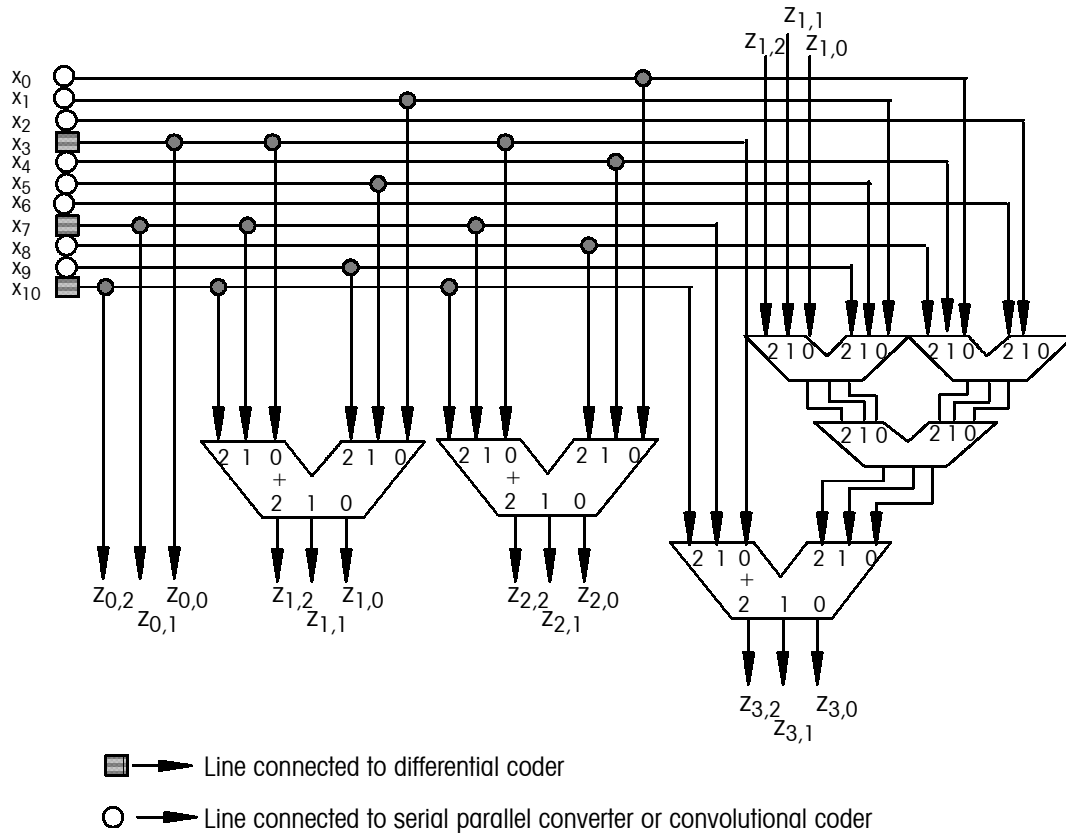 z1,1
z1,2 z1,0
x0
x1
x2
x3
x4
x5
x6
x7
x8
x9
x10
2 1 0 2 1 0 2 1 0 2 1 0
2 1 0 2 1 0
2 1 0 2 1 0 2 1 0 2 1 0
+ +
2 1 0 2 1 0
2 1 0 2 1 0
+
2 1 0
z0,2 z0,0 z1,2 z1,0 z2,2 z2,0
z0,1 z1,1 z2,1
z3,2 z3,0
z3,1
Line connected to differential coder
Line connected to serial parallel converter or convolutional coder